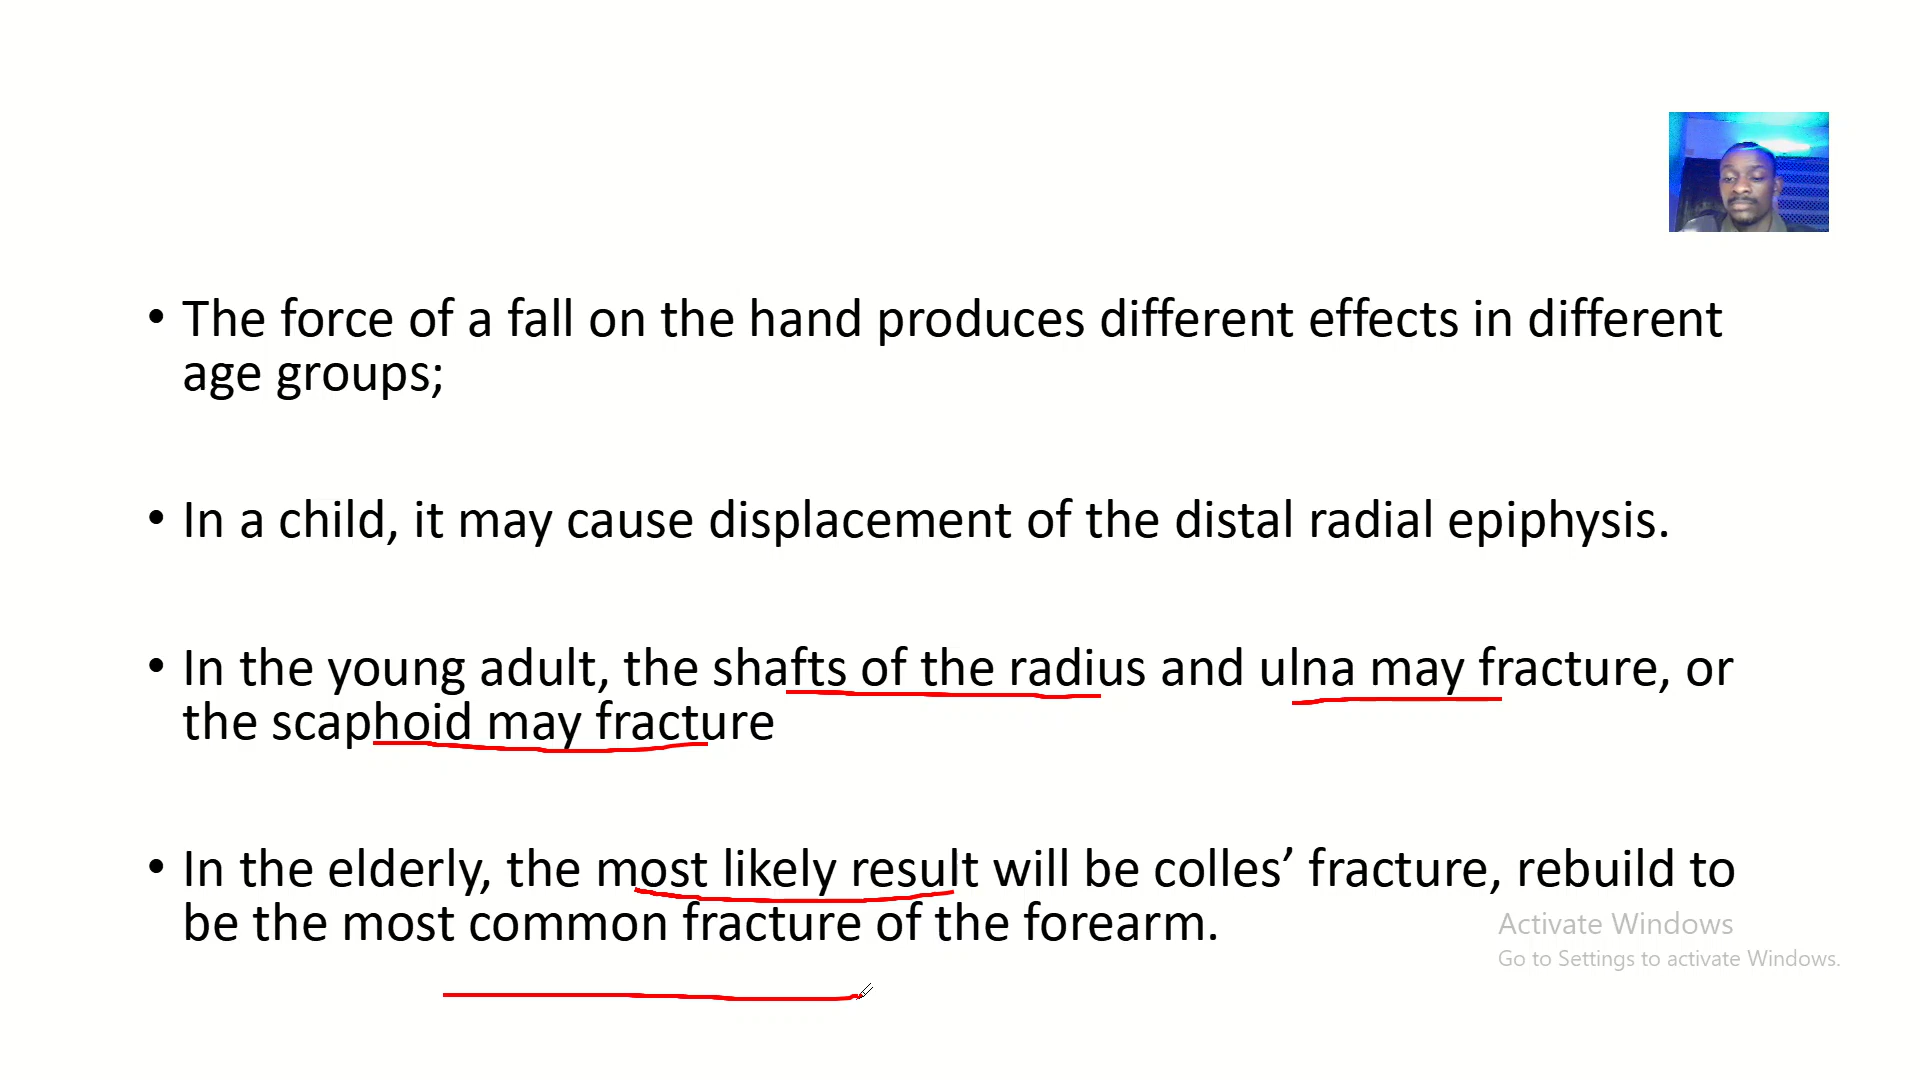 • The force of a fall on the hand produces different effects in different
age groups;
• In a child, it may cause displacement of the distal radial epiphysis.
• In the young adult, the shafts of the radius and ulna may fracture, or
the scaphoid may fracture
• In the elderly, the most likely result will be colles’ fracture, rebuild to
be the most common fracture of the forearm.
Activate Windows
Go to Settings to activate Windows.